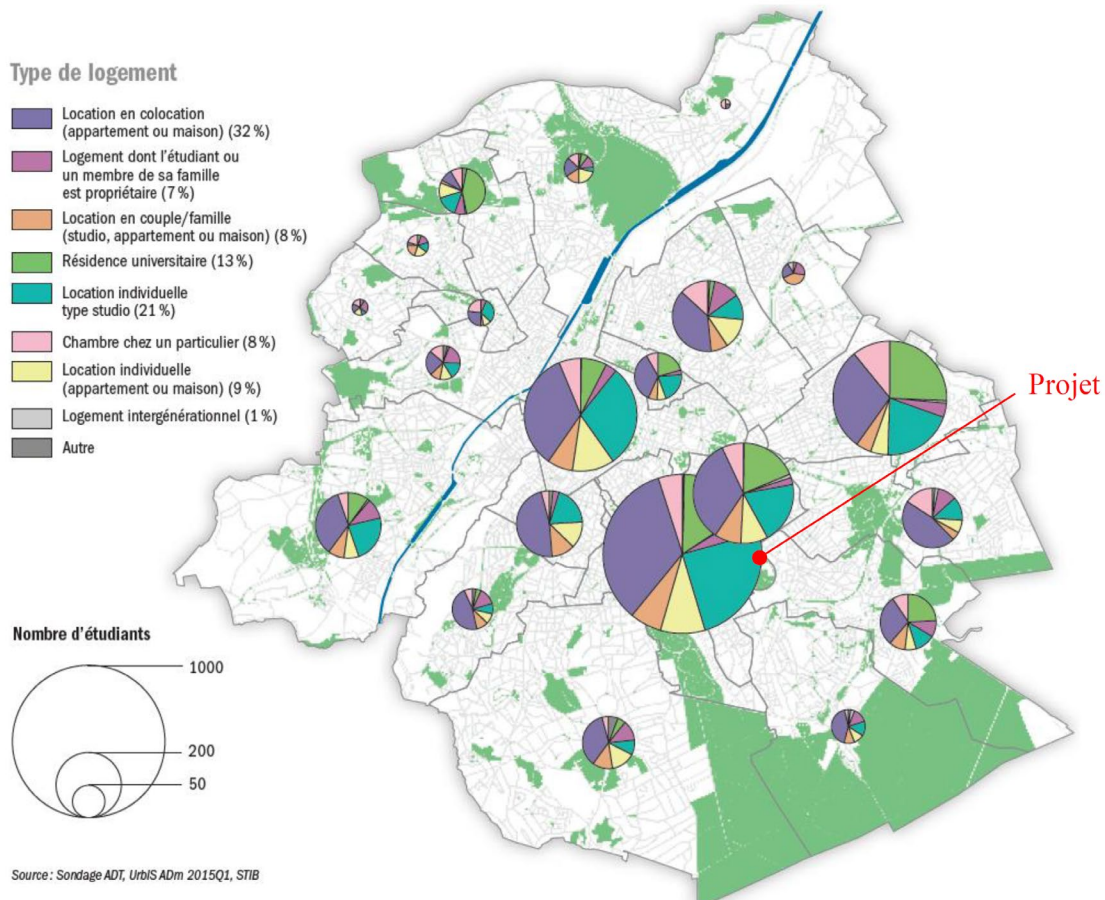 Type de logement
Location en colocation
(appartement ou maison) (32 %)
Logement dont l'étudiant ou
un membre de sa famille
est propriétaire (7 %)
Location en couple/famille
(studio, appartement ou maison) (8 %)
Résidence universitaire (13 %)
Location individuelle
type studio (21 %)
Chambre chez un particulier (8 %)
Location individuelle
(appartement ou maison) (9 %)
Logement intergénérationnel (1 %)
Autre
Projet
Nombre d'étudiants
1000
200
50
Source : Sondage ADT, UrbIS ADm 2015Q1, STIB